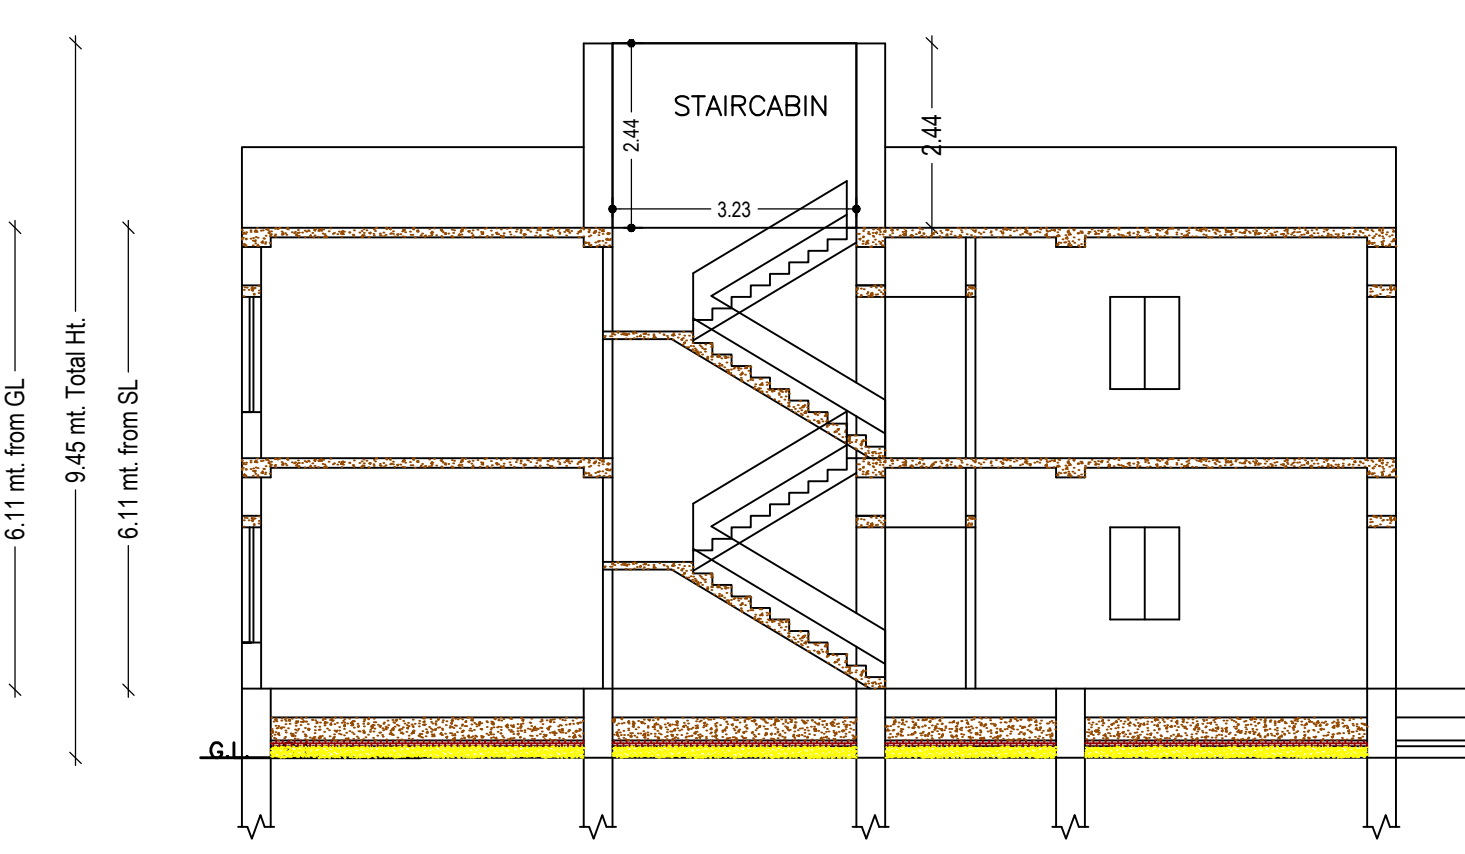 STAIRCABIN
2.44
2.44
3.23
6.11 mt. from GL
9.45 mt. Total Ht.
6.11 mt. from SL
G.L.